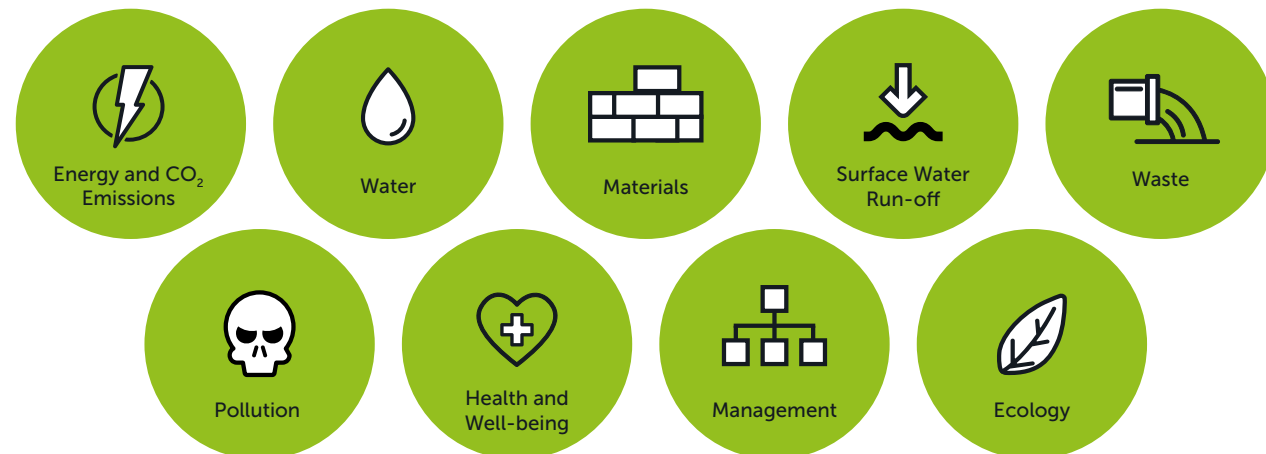 Energy and CO₂
Emissions
Water
Materials
Surface Water
Run-off
Waste
Pollution
Health and
Well-being
Management
Ecology